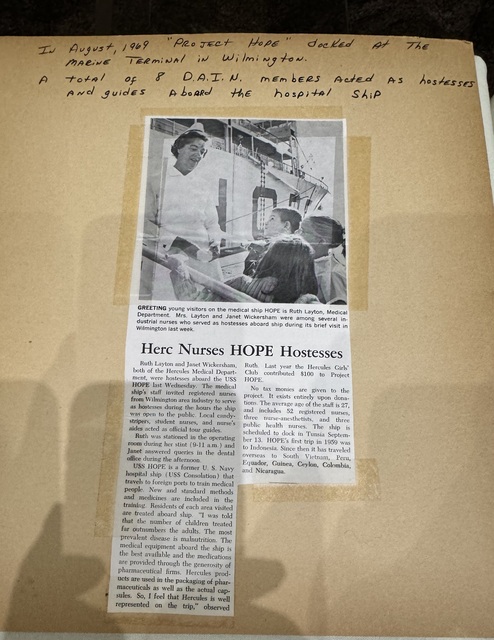 In August, 1969 "Project Hope" docked at the
Marine Terminal in Wilmington.
A total of 8 D.A.I.N. members acted as hostesses
and guides aboard the hospital ship
GREETING young visitors on the medical ship HOPE is Ruth Layton, Medical
Department. Mrs. Layton and Janet Wickersham were among several in-
dustrial nurses who served as hostesses aboard ship during its brief visit in
Wilmington last week.
Herc Nurses HOPE Hostesses
Ruth Layton and Janet Wickersham,
both of the Hercules Medical Depart-
ment, were hostesses aboard the USS
HOPE last Wednesday. The medical
ship's staff invited registered nurses
from Wilmington area industry to serve
as hostesses during the hours the ship
was open to the public. Local candy-
stripers, student nurses, and nurse's
aides acted as official tour guides.
Ruth was stationed in the operating
room during her stint (9-11 a.m.) and
Janet answered queries in the dental
office during the afternoon.
USS HOPE is a former U. S. Navy
hospital ship (USS Consolation) that
travels to foreign ports to train medical
people. New and standard methods
and medicines are included in the
training. Residents of each area visited
are treated aboard ship. "I was told
that the number of children treated
far outnumbers the adults. The most
prevalent disease is malnutrition. The
medical equipment aboard the ship is
the best available and the medications
are provided through the generosity of
pharmaceutical firms. Hercules prod-
ucts are used in the packaging of phar-
maceuticals as well as the actual cap-
sules. So, I feel that Hercules is well
represented on the trip," observed
Ruth. Last year the Hercules Girls'
Club contributed $100 to Project
HOPE.
No tax monies are given to the
project. It exists entirely upon dona-
tions. The average age of the staff is 27,
and includes 52 registered nurses,
three nurse-anesthetists, and three
public health nurses. The ship is
scheduled to dock in Tunisia Septem-
ber 13. HOPE's first trip in 1959 was
to Indonesia. Since then it has traveled
overseas to South Vietnam, Peru,
Equador, Guinea, Ceylon, Colombia,
and Nicaragua.